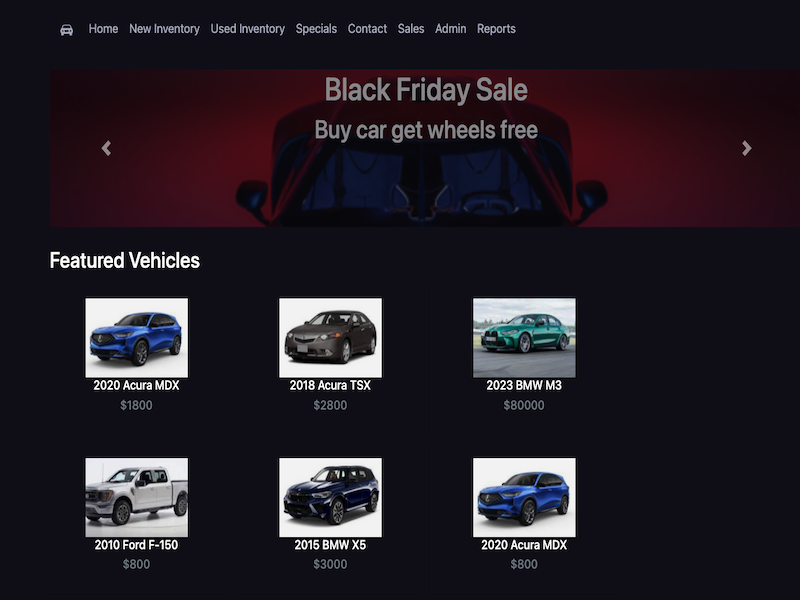 Home New Inventory Used Inventory Specials Contact Sales Admin Reports
Black Friday Sale
Buy car get wheels free
Featured Vehicles
2020 Acura MDX 2018 Acura TSX 2023 BMW M3
$1800 $2800 $80000
2010 Ford F-150 2015 BMW X5 2020 Acura MDX
$800 $3000 $800